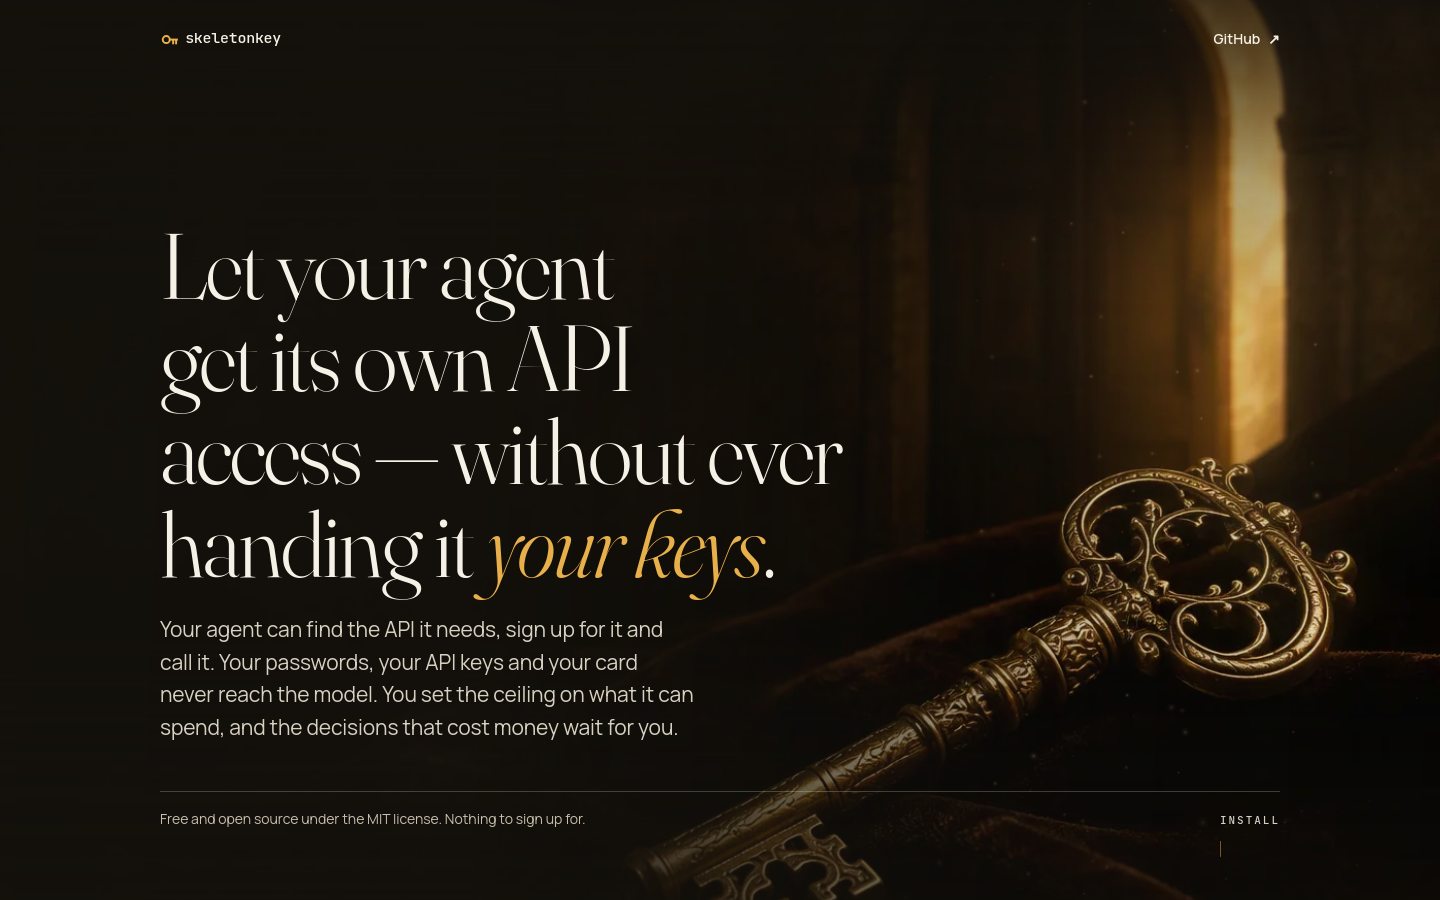 skeletonkey
GitHub ↗
Let your agent
get its own API
access — without ever
handing it your keys.
Your agent can find the API it needs, sign up for it and
call it. Your passwords, your API keys and your card
never reach the model. You set the ceiling on what it can
spend, and the decisions that cost money wait for you.
Free and open source under the MIT license. Nothing to sign up for.
INSTALL